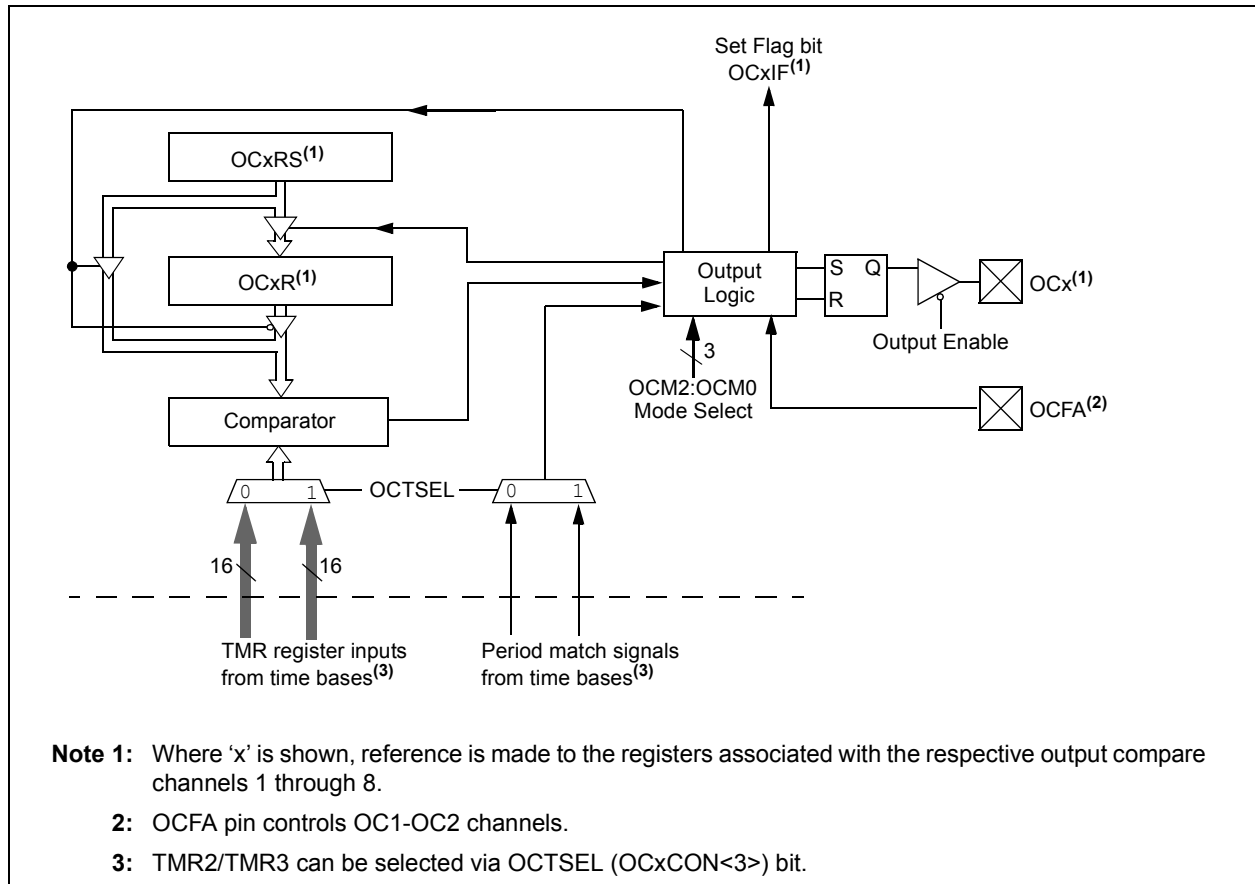 Set Flag bit
OCxIF(1)
OCxRS(1)
OCxR(1)
Output
Logic
S Q
R
OCx(1)
Output Enable
3
OCM2:OCM0
Mode Select
OCFA(2)
Comparator
0 1
OCTSEL
0 1
16
16
TMR register inputs
from time bases(3)
Period match signals
from time bases(3)
Note 1: Where ‘x’ is shown, reference is made to the registers associated with the respective output compare
channels 1 through 8.
2: OCFA pin controls OC1-OC2 channels.
3: TMR2/TMR3 can be selected via OCTSEL (OCxCON<3>) bit.